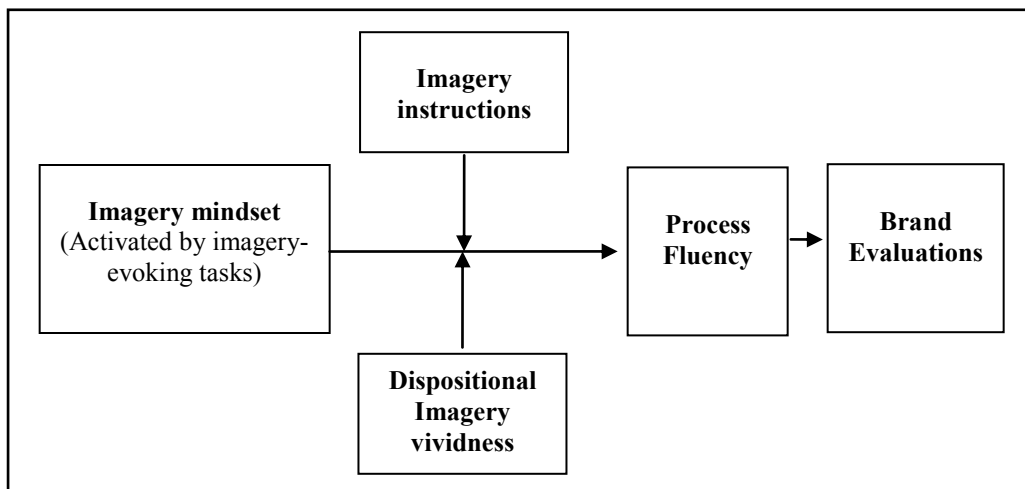 Imagery
instructions
Imagery mindset
(Activated by imagery-
evoking tasks)
Process
Fluency
Brand
Evaluations
Dispositional
Imagery
vividness